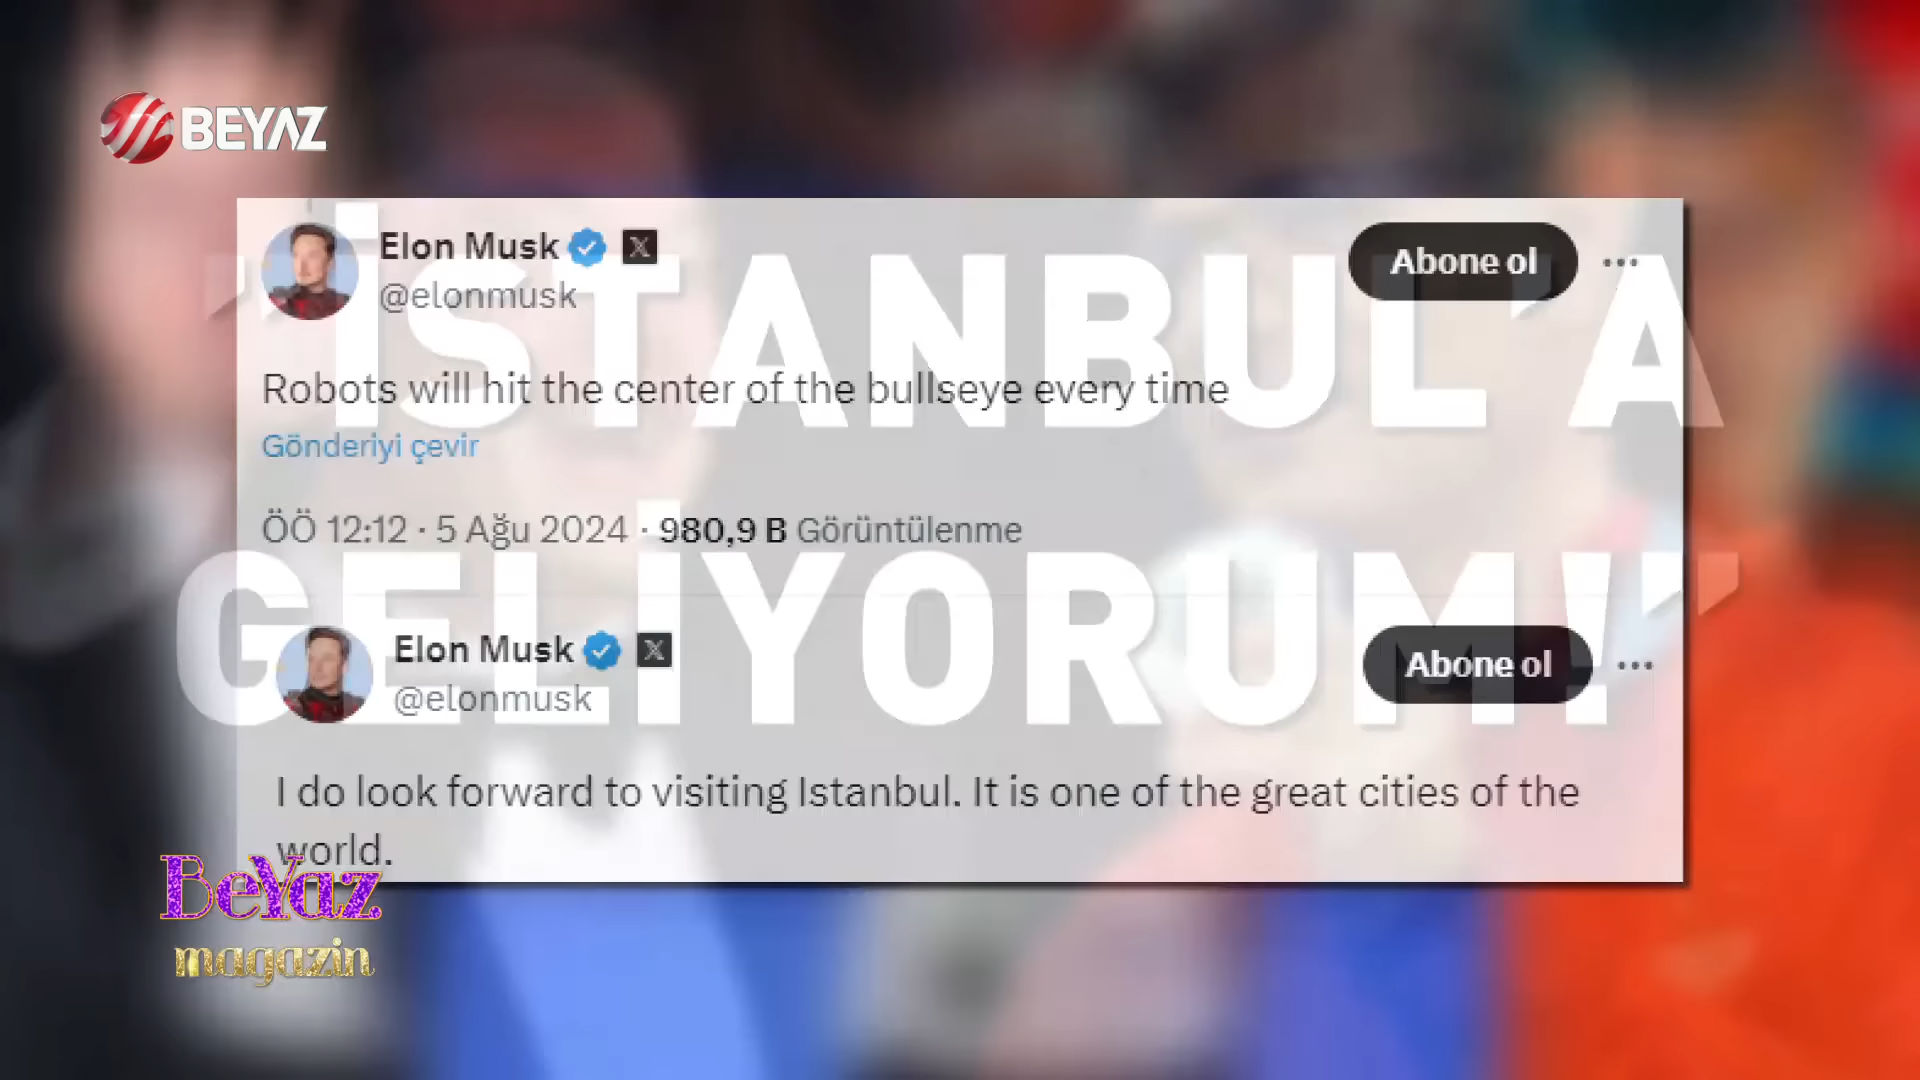 BEYAZ
"İSTANBUL'A
GELİYORUM!"
Elon Musk
@elonmusk
Abone ol
Robots will hit the center of the bullseye every time
Gönderiyi çevir
ÖÖ 12:12 · 5 Ağu 2024 · 980,9 B Görüntülenme
Elon Musk
@elonmusk
Abone ol
I do look forward to visiting Istanbul. It is one of the great cities of the
world.
BeYaz
magazin